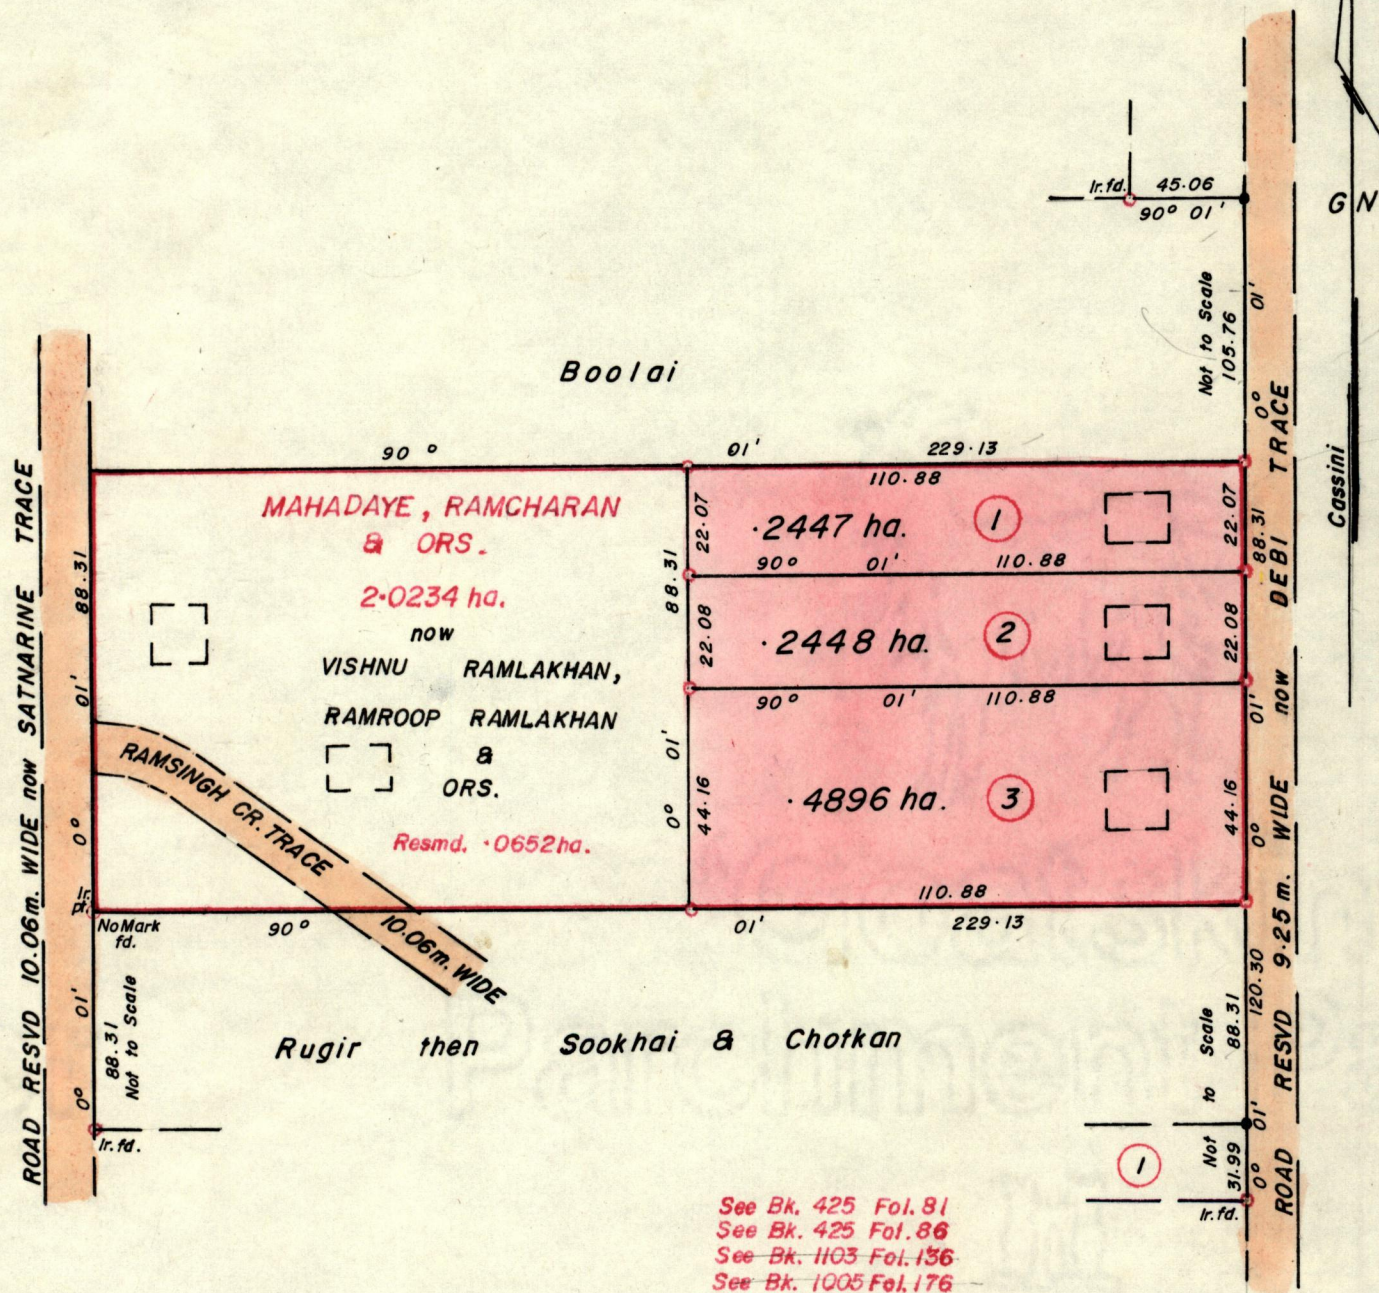 Ir. fd. 45.06
90° 01'
G N
Not to Scale
105.76
0° 01'
Cassini
Boolai
90° 01' 229.13
MAHADAYE, RAMCHARAN
& ORS.
2.0234 ha.
now
VISHNU RAMLAKHAN,
RAMROOP RAMLAKHAN
&
ORS.
Resmd. .0652 ha.
RAMSINGH CR. TRACE 10.06m. WIDE
ROAD RESVD 10.06m. WIDE now SATNARINE TRACE
0° 01' 88.31
0° 01' 88.31
110.88
22.07
.2447 ha. 1
22.07
90° 01' 110.88
22.08
.2448 ha. 2
22.08
90° 01' 110.88
44.16
.4896 ha. 3
44.16
110.88
0° 01' 88.31
ROAD RESVD 9.25 m. WIDE now DEBI TRACE
Ir.
pt.
No Mark
fd.
90° 01' 229.13
0° 01'
88.31
Not to Scale
Ir. fd.
Rugir then Sookhai & Chotkan
Not to Scale
31.99 88.31
0° 01' 120.30
1
Ir. fd.
See Bk. 425 Fol. 81
See Bk. 425 Fol. 86
See Bk. 1103 Fol. 136
See Bk. 1005 Fol. 176